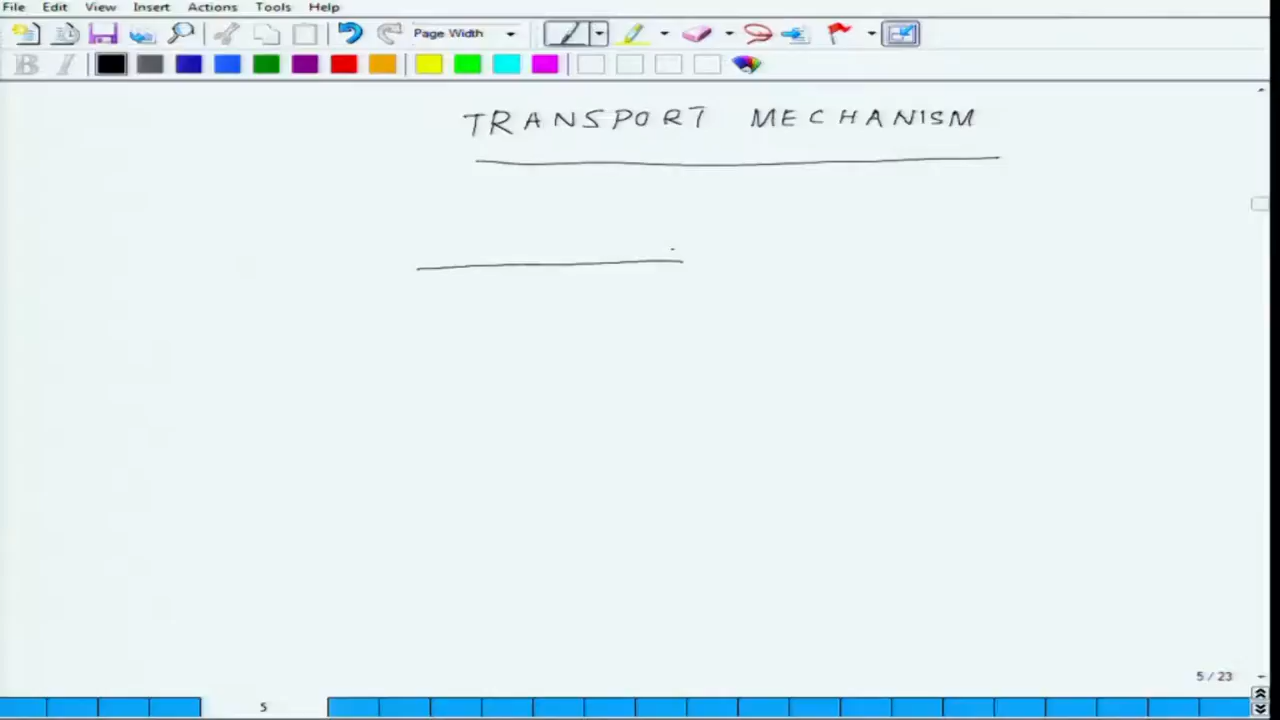 File Edit View Insert Actions Tools Help
Page Width
B I
TRANSPORT MECHANISM
5 / 23
5